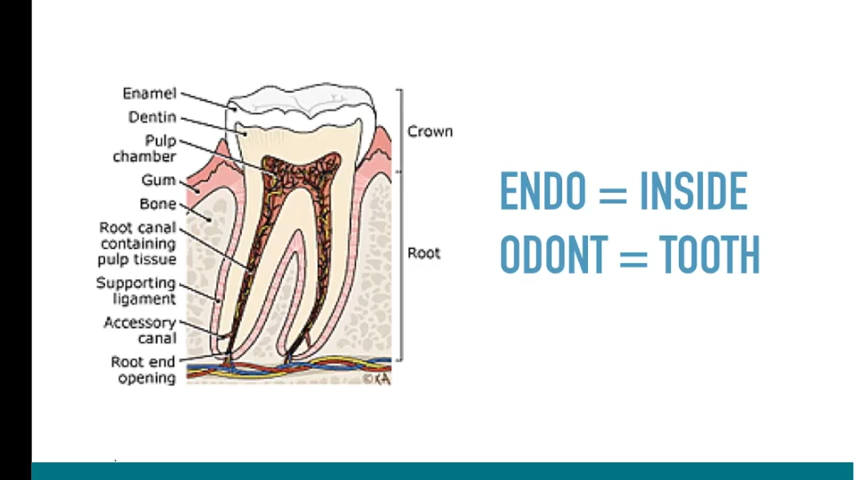 Enamel
Dentin
Pulp
chamber
Gum
Bone
Root canal
containing
pulp tissue
Supporting
ligament
Accessory
canal
Root end
opening
Crown
Root
ENDO = INSIDE
ODONT = TOOTH